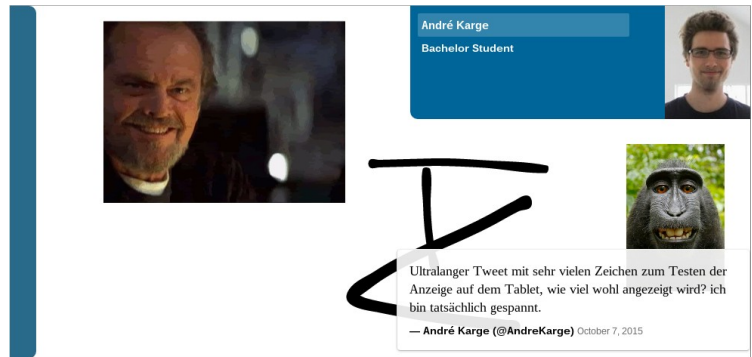 André Karge
Bachelor Student
Ultralanger Tweet mit sehr vielen Zeichen zum Testen der
Anzeige auf dem Tablet, wie viel wohl angezeigt wird? ich
bin tatsächlich gespannt.
— André Karge (@AndreKarge) October 7, 2015